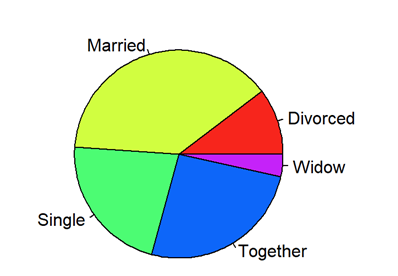 Married
Divorced
Widow
Single
Together